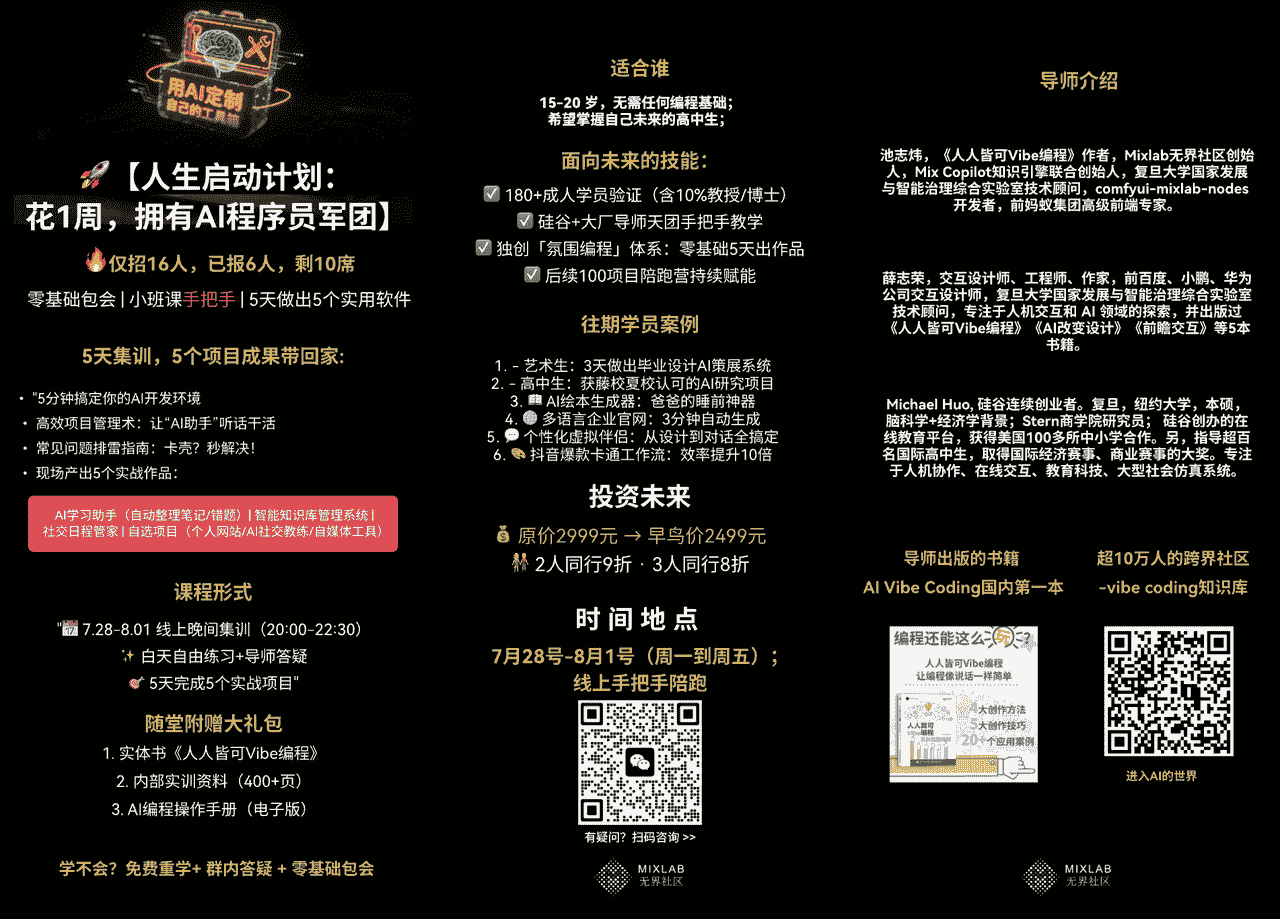 用AI定制
自己的工具箱
🚀【人生启动计划：
花1周，拥有AI程序员军团】
🔥仅招16人，已报6人，剩10席
零基础包会 | 小班课手把手 | 5天做出5个实用软件
5天集训，5个项目成果带回家:
• "5分钟搞定你的AI开发环境
• 高效项目管理术：让“AI助手”听话干活
• 常见问题排雷指南：卡壳？秒解决！
• 现场产出5个实战作品：
AI学习助手（自动整理笔记/错题）| 智能知识库管理系统 |
社交日程管家 | 自选项目（个人网站/AI社交教练/自媒体工具）
课程形式
"📅 7.28-8.01 线上晚间集训（20:00-22:30）
✨ 白天自由练习+导师答疑
🎯 5天完成5个实战项目"
随堂附赠大礼包
1. 实体书《人人皆可Vibe编程》
2. 内部实训资料（400+页）
3. AI编程操作手册（电子版）
学不会？免费重学+ 群内答疑 + 零基础包会
适合谁
15-20 岁，无需任何编程基础；
希望掌握自己未来的高中生；
面向未来的技能：
☑ 180+成人学员验证（含10%教授/博士）
☑ 硅谷+大厂导师天团手把手教学
☑ 独创「氛围编程」体系：零基础5天出作品
☑ 后续100项目陪跑营持续赋能
往期学员案例
1. - 艺术生：3天做出毕业设计AI策展系统
2. - 高中生：获藤校夏校认可的AI研究项目
3. 📖 AI绘本生成器：爸爸的睡前神器
4. 🌐 多语言企业官网：3分钟自动生成
5. 💬 个性化虚拟伴侣：从设计到对话全搞定
6. 🎨 抖音爆款卡通工作流：效率提升10倍
投资未来
💰 原价2999元 → 早鸟价2499元
👫 2人同行9折 · 3人同行8折
时 间 地 点
7月28号-8月1号（周一到周五）；
线上手把手陪跑
有疑问？扫码咨询 >>
MIXLAB
无界社区
导师介绍
池志炜，《人人皆可Vibe编程》作者，Mixlab无界社区创始
人，Mix Copilot知识引擎联合创始人，复旦大学国家发展
与智能治理综合实验室技术顾问，comfyui-mixlab-nodes
开发者，前蚂蚁集团高级前端专家。
薛志荣，交互设计师、工程师、作家，前百度、小鹏、华为
公司交互设计师，复旦大学国家发展与智能治理综合实验室
技术顾问，专注于人机交互和 AI 领域的探索，并出版过
《人人皆可Vibe编程》《AI改变设计》《前瞻交互》等5本
书籍。
Michael Huo, 硅谷连续创业者。复旦，纽约大学，本硕，
脑科学+经济学背景；Stern商学院研究员； 硅谷创办的在
线教育平台，获得美国100多所中小学合作。另，指导超百
名国际高中生，取得国际经济赛事、商业赛事的大奖。专注
于人机协作、在线交互、教育科技、大型社会仿真系统。
导师出版的书籍
AI Vibe Coding国内第一本
编程还能这么玩？
人人皆可Vibe编程
让编程像说话一样简单
人人皆可
Vibe编程
4大创作方法
5大创作技巧
20+个应用案例
超10万人的跨界社区
-vibe coding知识库
进入AI的世界
MIXLAB
无界社区